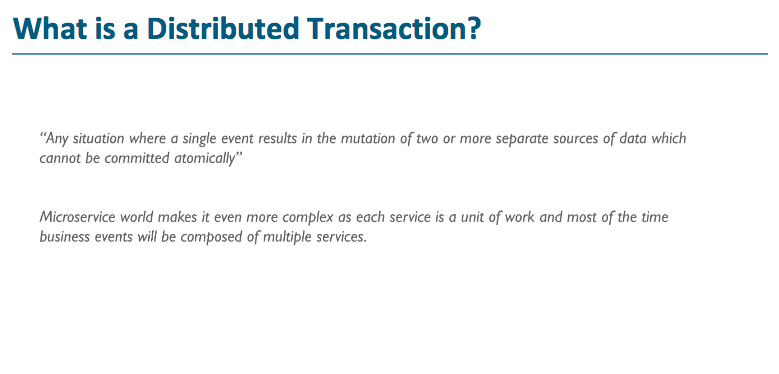 What is a Distributed Transaction?
“Any situation where a single event results in the mutation of two or more separate sources of data which
cannot be committed atomically”
Microservice world makes it even more complex as each service is a unit of work and most of the time
business events will be composed of multiple services.